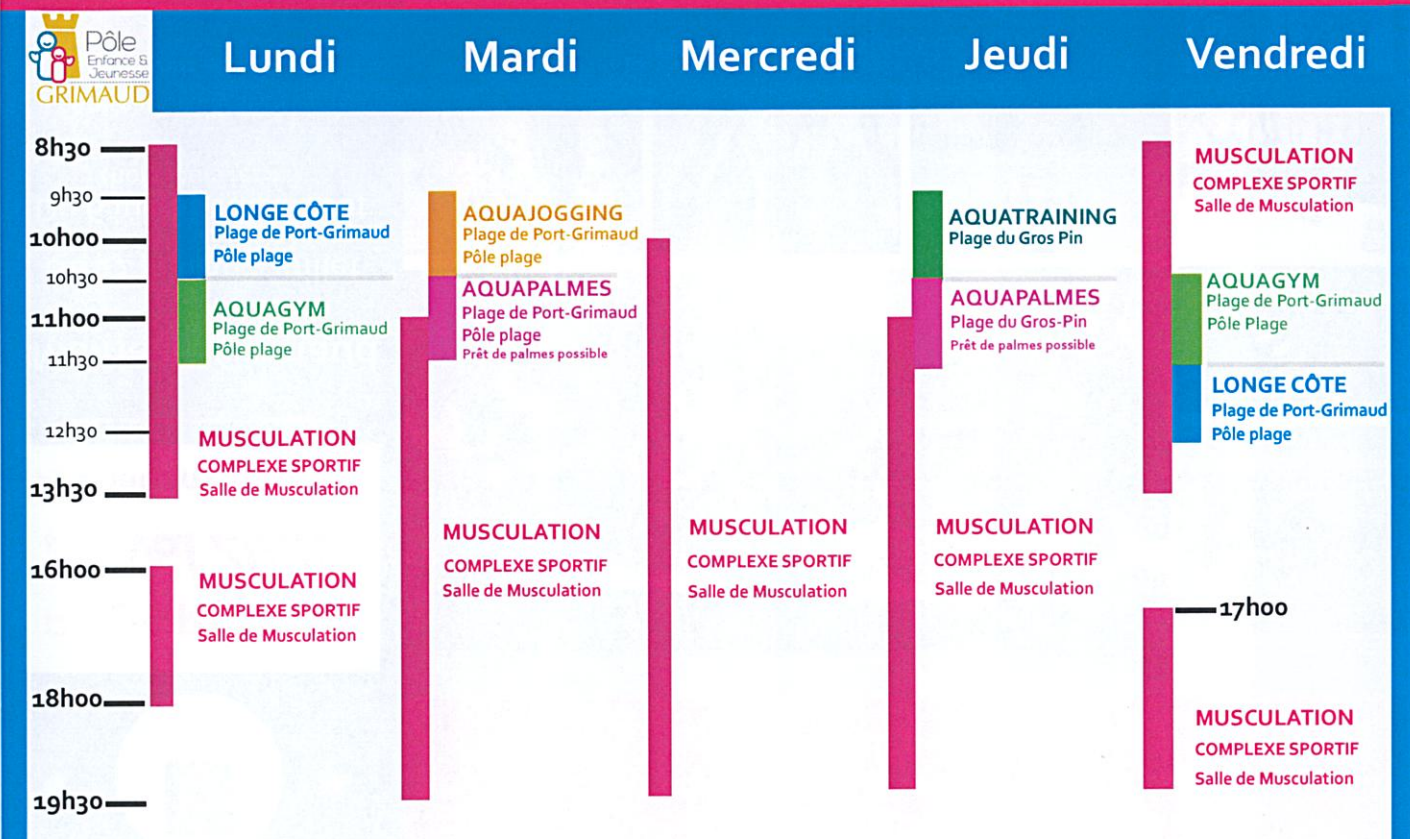 Pôle
Enfance &
Jeunesse
GRIMAUD
Lundi
Mardi
Mercredi
Jeudi
Vendredi
8h30
9h30
10h00
10h30
11h00
11h30
12h30
13h30
16h00
18h00
19h30
LONGE CÔTE
Plage de Port-Grimaud
Pôle plage
AQUAGYM
Plage de Port-Grimaud
Pôle plage
MUSCULATION
COMPLEXE SPORTIF
Salle de Musculation
MUSCULATION
COMPLEXE SPORTIF
Salle de Musculation
AQUAJOGGING
Plage de Port-Grimaud
Pôle plage
AQUAPALMES
Plage de Port-Grimaud
Pôle plage
Prêt de palmes possible
MUSCULATION
COMPLEXE SPORTIF
Salle de Musculation
MUSCULATION
COMPLEXE SPORTIF
Salle de Musculation
AQUATRAINING
Plage du Gros Pin
AQUAPALMES
Plage du Gros-Pin
Prêt de palmes possible
MUSCULATION
COMPLEXE SPORTIF
Salle de Musculation
MUSCULATION
COMPLEXE SPORTIF
Salle de Musculation
AQUAGYM
Plage de Port-Grimaud
Pôle Plage
LONGE CÔTE
Plage de Port-Grimaud
Pôle plage
17h00
MUSCULATION
COMPLEXE SPORTIF
Salle de Musculation